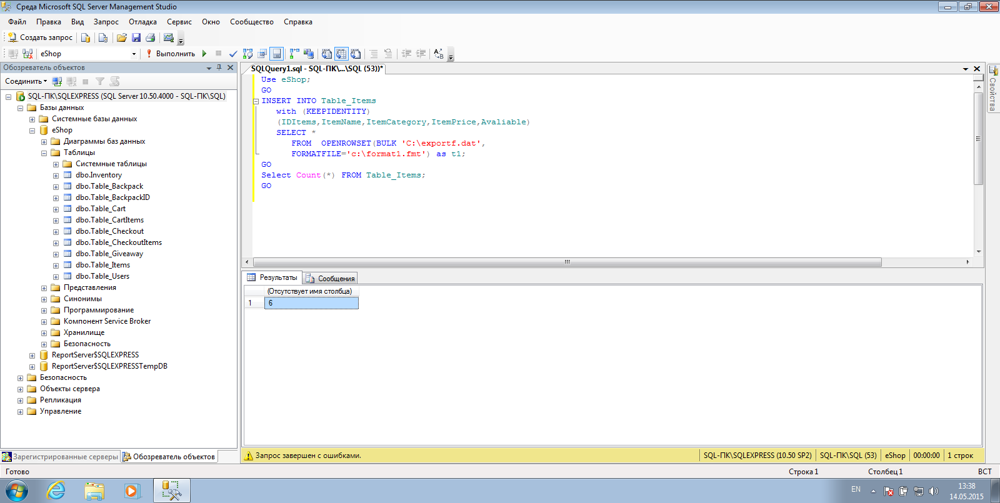 Среда Microsoft SQL Server Management Studio
Файл Правка Вид Запрос Отладка Сервис Окно Сообщество Справка
Создать запрос
eShop Выполнить
Обозреватель объектов
Соединить
SQL-ПК\SQLEXPRESS (SQL Server 10.50.4000 - SQL-ПК\SQL)
Базы данных
Системные базы данных
eShop
Диаграммы баз данных
Таблицы
Системные таблицы
dbo.Inventory
dbo.Table_Backpack
dbo.Table_BackpackID
dbo.Table_Cart
dbo.Table_CartItems
dbo.Table_Checkout
dbo.Table_CheckoutItems
dbo.Table_Giveaway
dbo.Table_Items
dbo.Table_Users
Представления
Синонимы
Программирование
Компонент Service Broker
Хранилище
Безопасность
ReportServer$SQLEXPRESS
ReportServer$SQLEXPRESSTempDB
Безопасность
Объекты сервера
Репликация
Управление
Зарегистрированные серверы Обозреватель объектов
SQLQuery1.sql - SQL-ПК\...\SQL (53))*
Use eShop;
GO
INSERT INTO Table_Items
with (KEEPIDENTITY)
(IDItems,ItemName,ItemCategory,ItemPrice,Avaliable)
SELECT *
FROM OPENROWSET(BULK 'C:\exportf.dat',
FORMATFILE='c:\format1.fmt') as t1;
GO
Select Count(*) FROM Table_Items;
GO
Свойства
Результаты Сообщения
(Отсутствует имя столбца)
1 6
Запрос завершен с ошибками. SQL-ПК\SQLEXPRESS (10.50 SP2) SQL-ПК\SQL (53) eShop 00:00:00 1 строк
Готово Строка 1 Столбец 1 ВСТ
EN 13:38
14.05.2015